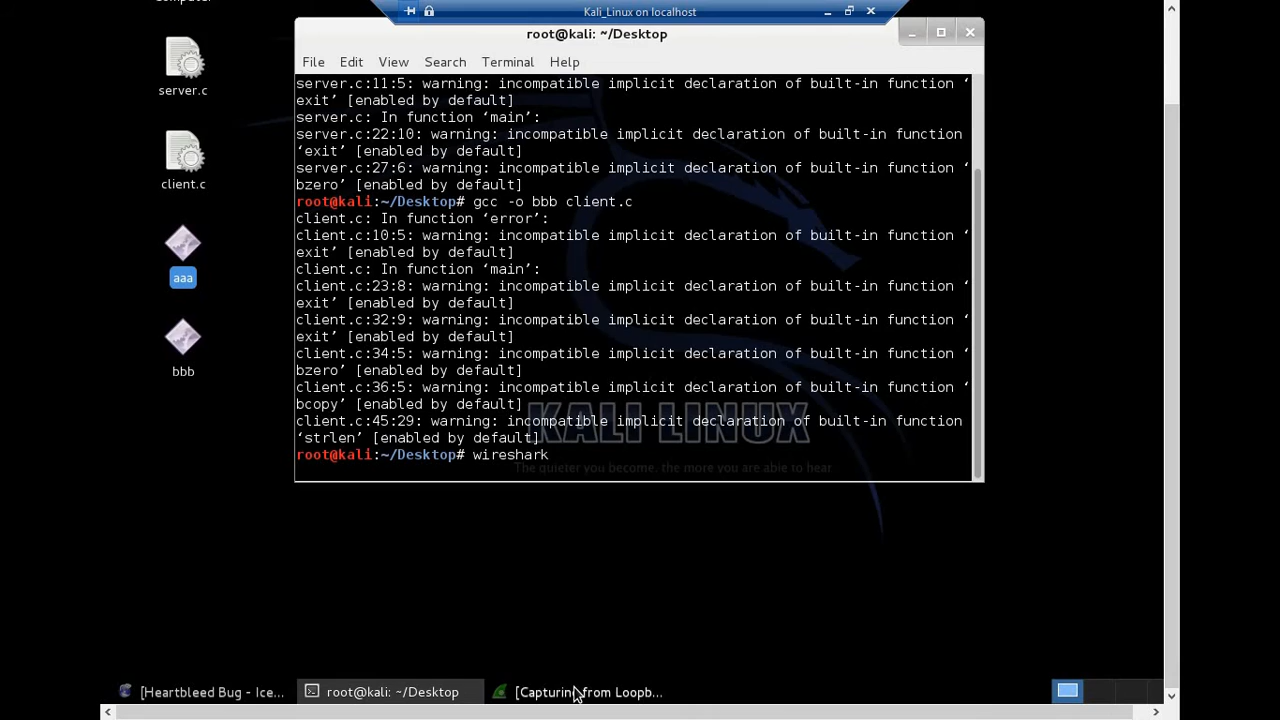 Computer
Kali_Linux on localhost
root@kali: ~/Desktop
File Edit View Search Terminal Help
server.c
client.c
aaa
bbb
server.c:11:5: warning: incompatible implicit declaration of built-in function ‘
exit’ [enabled by default]
server.c: In function ‘main’:
server.c:22:10: warning: incompatible implicit declaration of built-in function
‘exit’ [enabled by default]
server.c:27:6: warning: incompatible implicit declaration of built-in function ‘
bzero’ [enabled by default]
root@kali:~/Desktop# gcc -o bbb client.c
client.c: In function ‘error’:
client.c:10:5: warning: incompatible implicit declaration of built-in function ‘
exit’ [enabled by default]
client.c: In function ‘main’:
client.c:23:8: warning: incompatible implicit declaration of built-in function ‘
exit’ [enabled by default]
client.c:32:9: warning: incompatible implicit declaration of built-in function ‘
exit’ [enabled by default]
client.c:34:5: warning: incompatible implicit declaration of built-in function ‘
bzero’ [enabled by default]
client.c:36:5: warning: incompatible implicit declaration of built-in function ‘
bcopy’ [enabled by default]
client.c:45:29: warning: incompatible implicit declaration of built-in function
‘strlen’ [enabled by default]
root@kali:~/Desktop# wireshark
KALI LINUX
The quieter you become, the more you are able to hear
[Heartbleed Bug - Ice...
root@kali: ~/Desktop
[Capturing from Loopb...